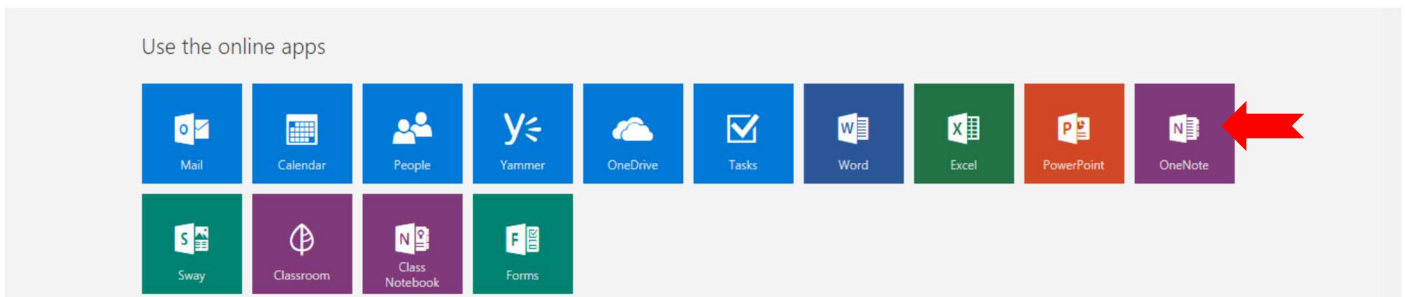 Use the online apps
Mail Calendar People Yammer OneDrive Tasks Word Excel PowerPoint OneNote
Sway Classroom Class Notebook Forms